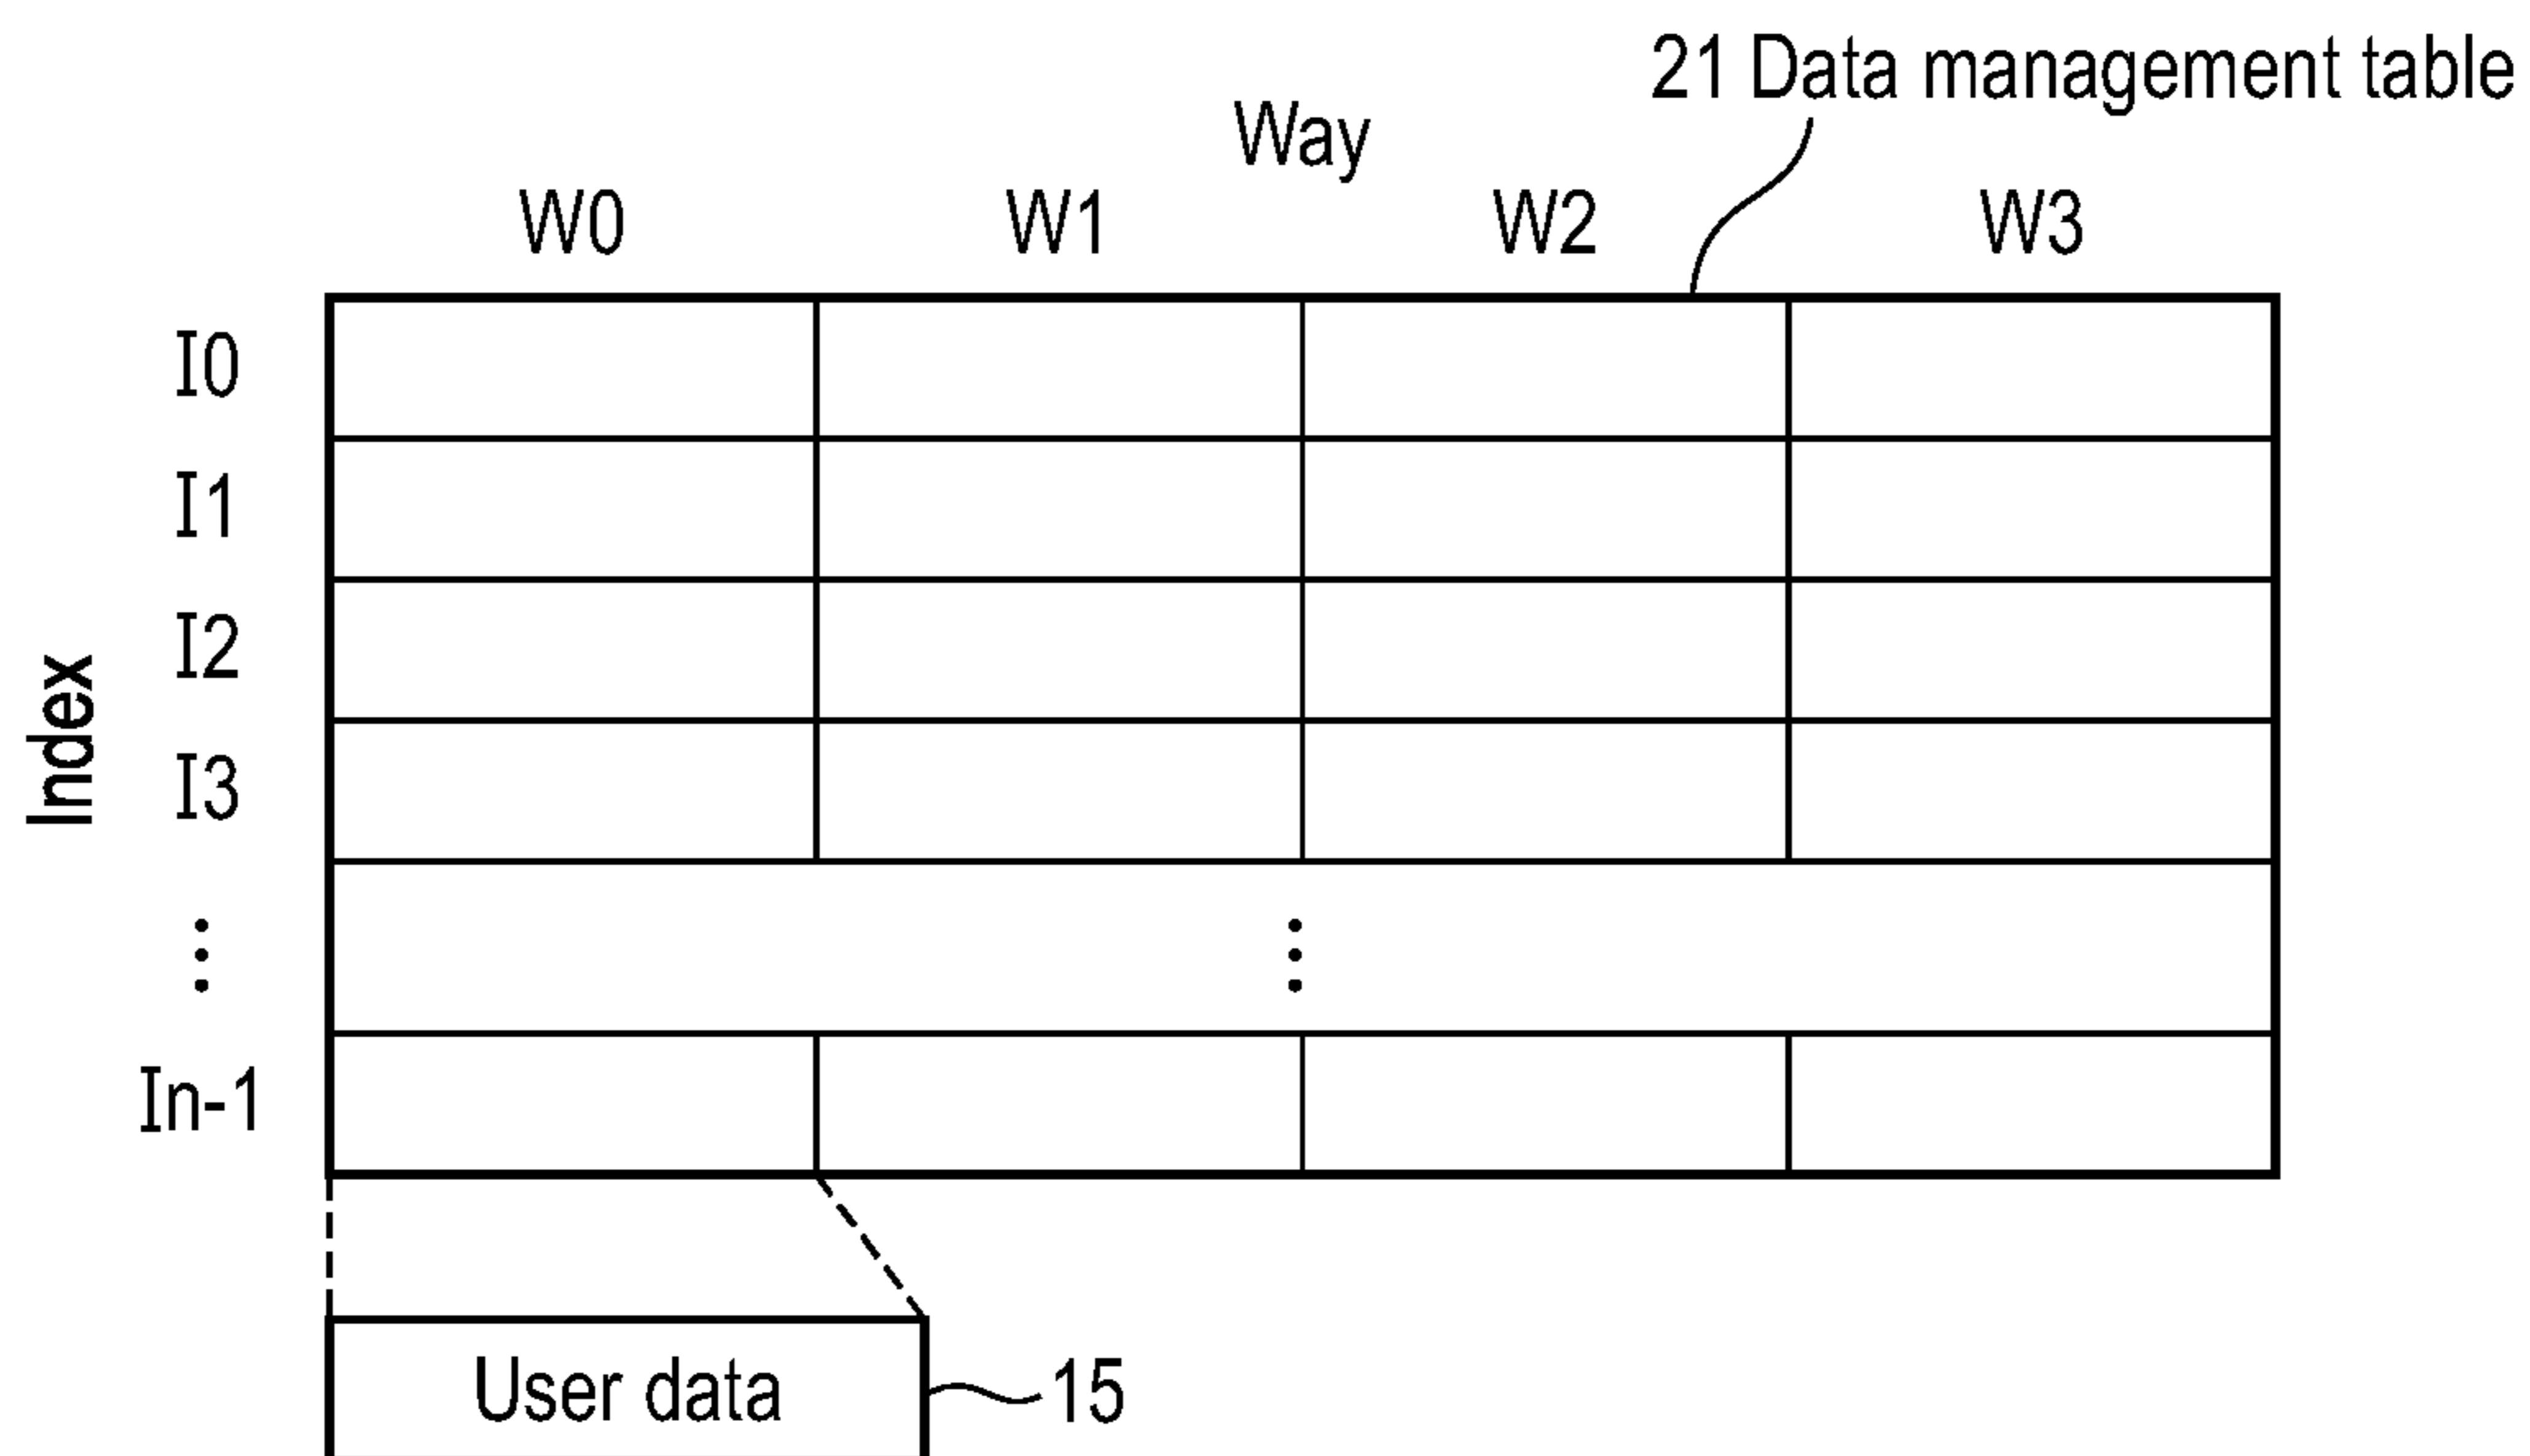 21 Data management table
Way
W0 W1 W2 W3
I0
I1
I2
I3
Index
⋮ ⋮
In-1
User data 15